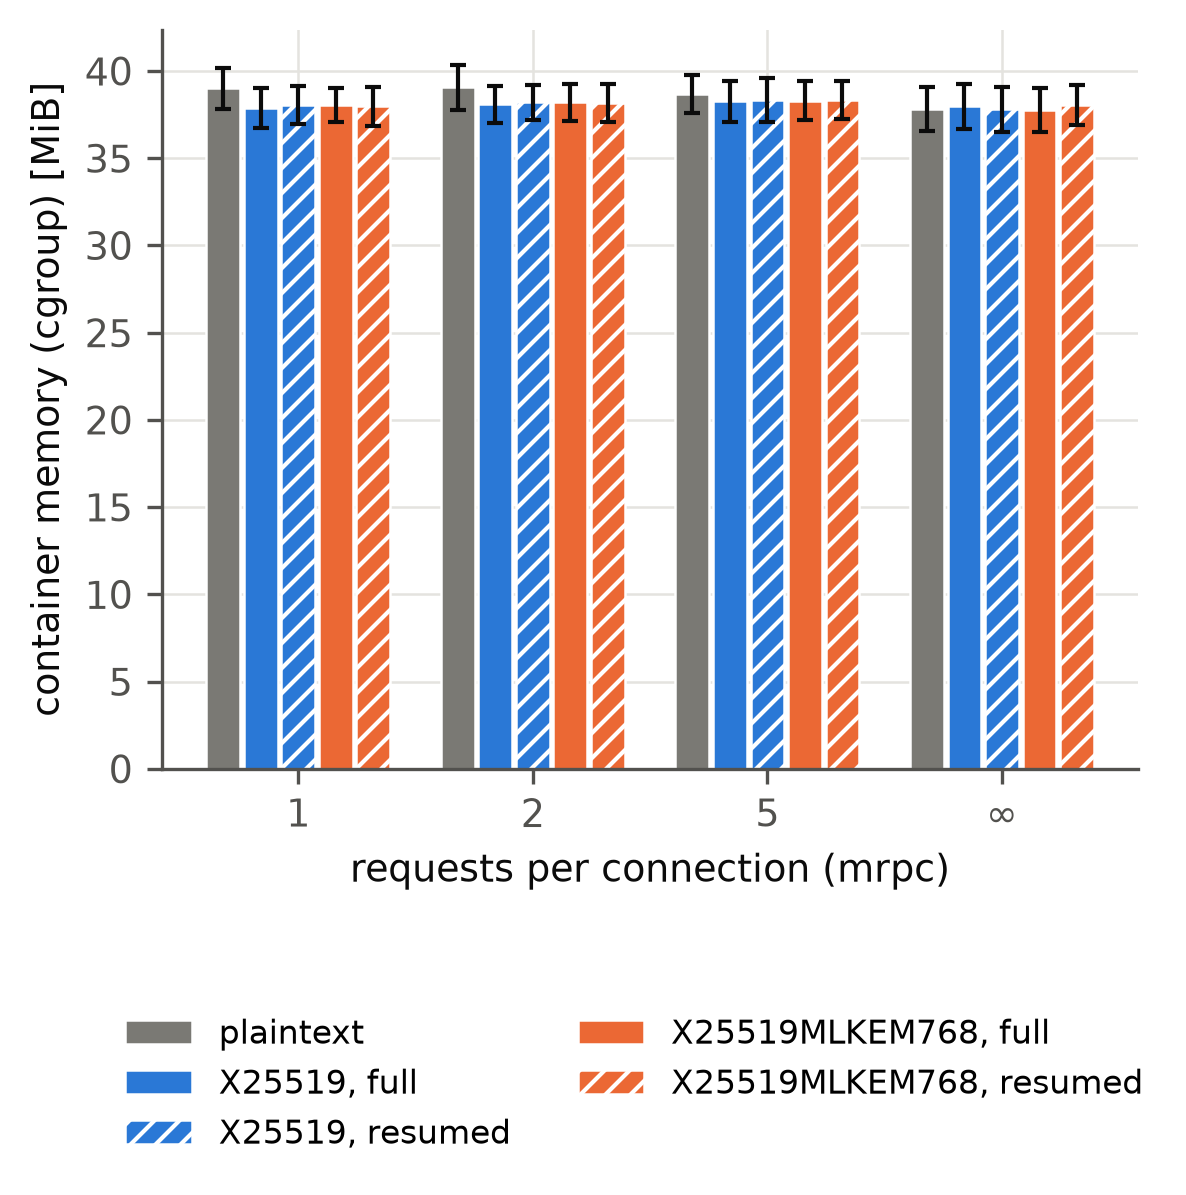 container memory (cgroup) [MiB]
40
35
30
25
20
15
10
5
0
1 2 5 ∞
requests per connection (mrpc)
plaintext
X25519, full
X25519, resumed
X25519MLKEM768, full
X25519MLKEM768, resumed